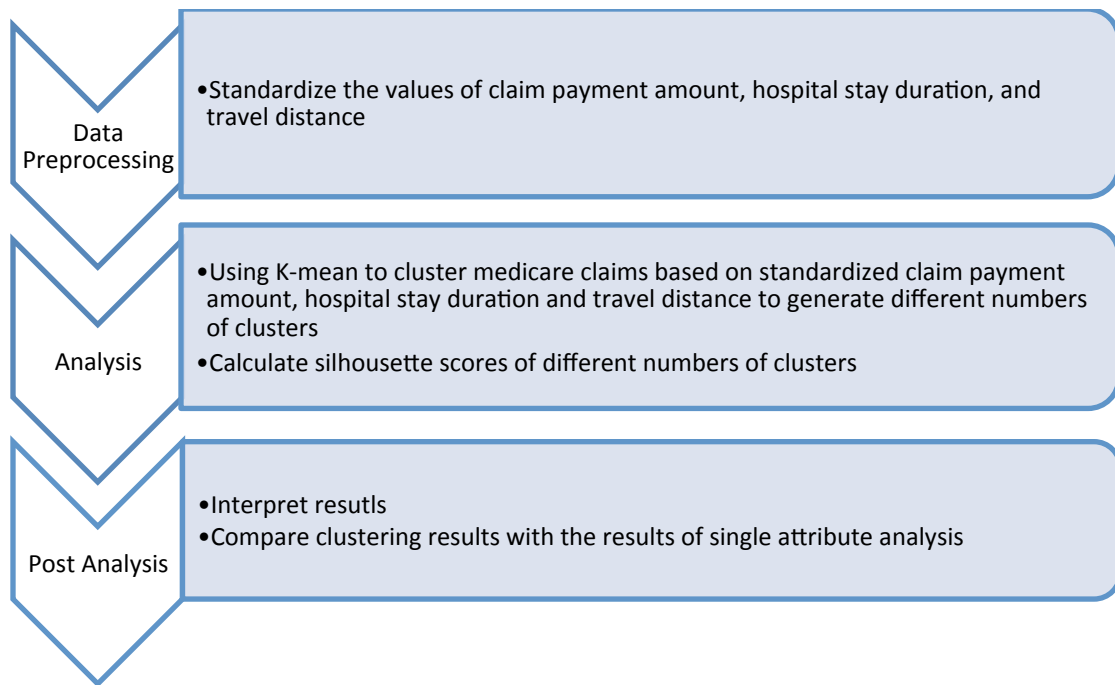 Data
Preprocessing
•Standardize the values of claim payment amount, hospital stay duration, and
travel distance
Analysis
•Using K-mean to cluster medicare claims based on standardized claim payment
amount, hospital stay duration and travel distance to generate different numbers
of clusters
•Calculate silhousette scores of different numbers of clusters
Post Analysis
•Interpret resutls
•Compare clustering results with the results of single attribute analysis